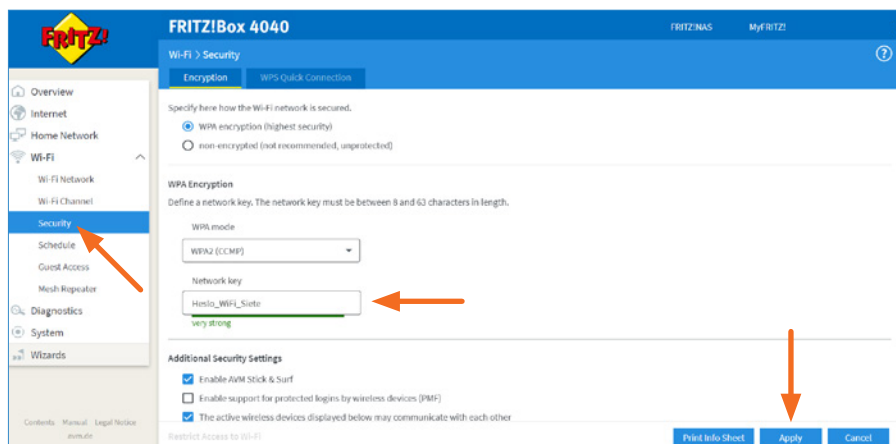 FRITZ!
FRITZ!Box 4040
FRITZ!NAS
MyFRITZ!
Wi-Fi > Security
?
Encryption
WPS Quick Connection
Overview
Internet
Home Network
Wi-Fi
Wi-Fi Network
Wi-Fi Channel
Security
Schedule
Guest Access
Mesh Repeater
Diagnostics
System
Wizards
Contents Manual Legal Notice
avm.de
Specify here how the Wi-Fi network is secured.
WPA encryption (highest security)
non-encrypted (not recommended, unprotected)
WPA Encryption
Define a network key. The network key must be between 8 and 63 characters in length.
WPA mode
WPA2 (CCMP)
Network key
Heslo_WiFi_Siete
very strong
Additional Security Settings
Enable AVM Stick & Surf
Enable support for protected logins by wireless devices (PMF)
The active wireless devices displayed below may communicate with each other
Restrict Access to Wi-Fi
Print Info Sheet
Apply
Cancel